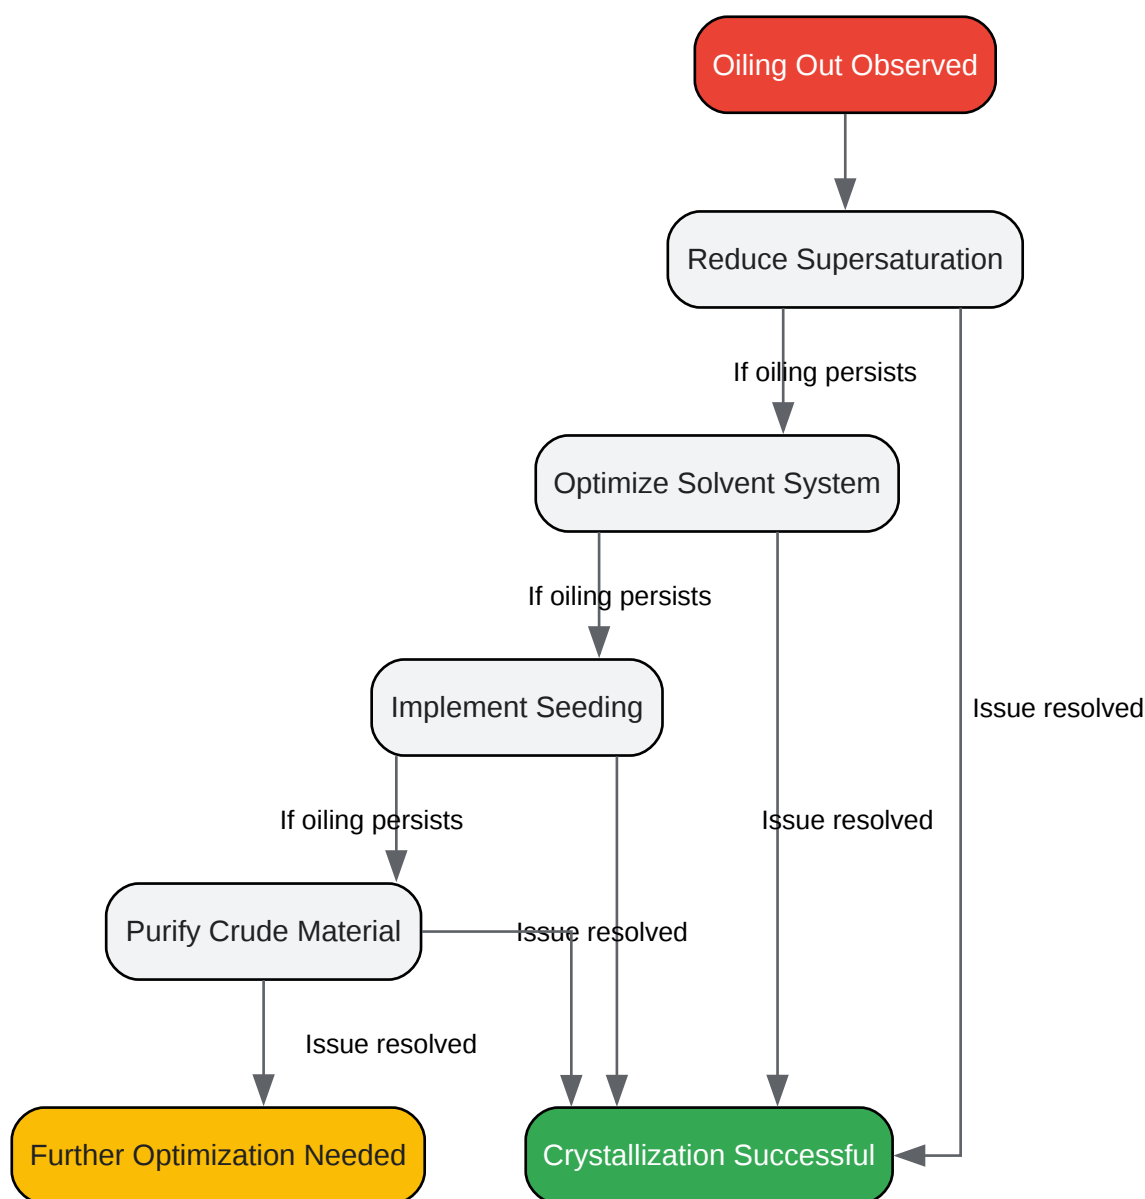 Oiling Out Observed
Reduce Supersaturation
If oiling persists
Optimize Solvent System
If oiling persists
Implement Seeding
Issue resolved
If oiling persists
Issue resolved
Purify Crude Material
Issue resolved
Issue resolved
Further Optimization Needed
Crystallization Successful